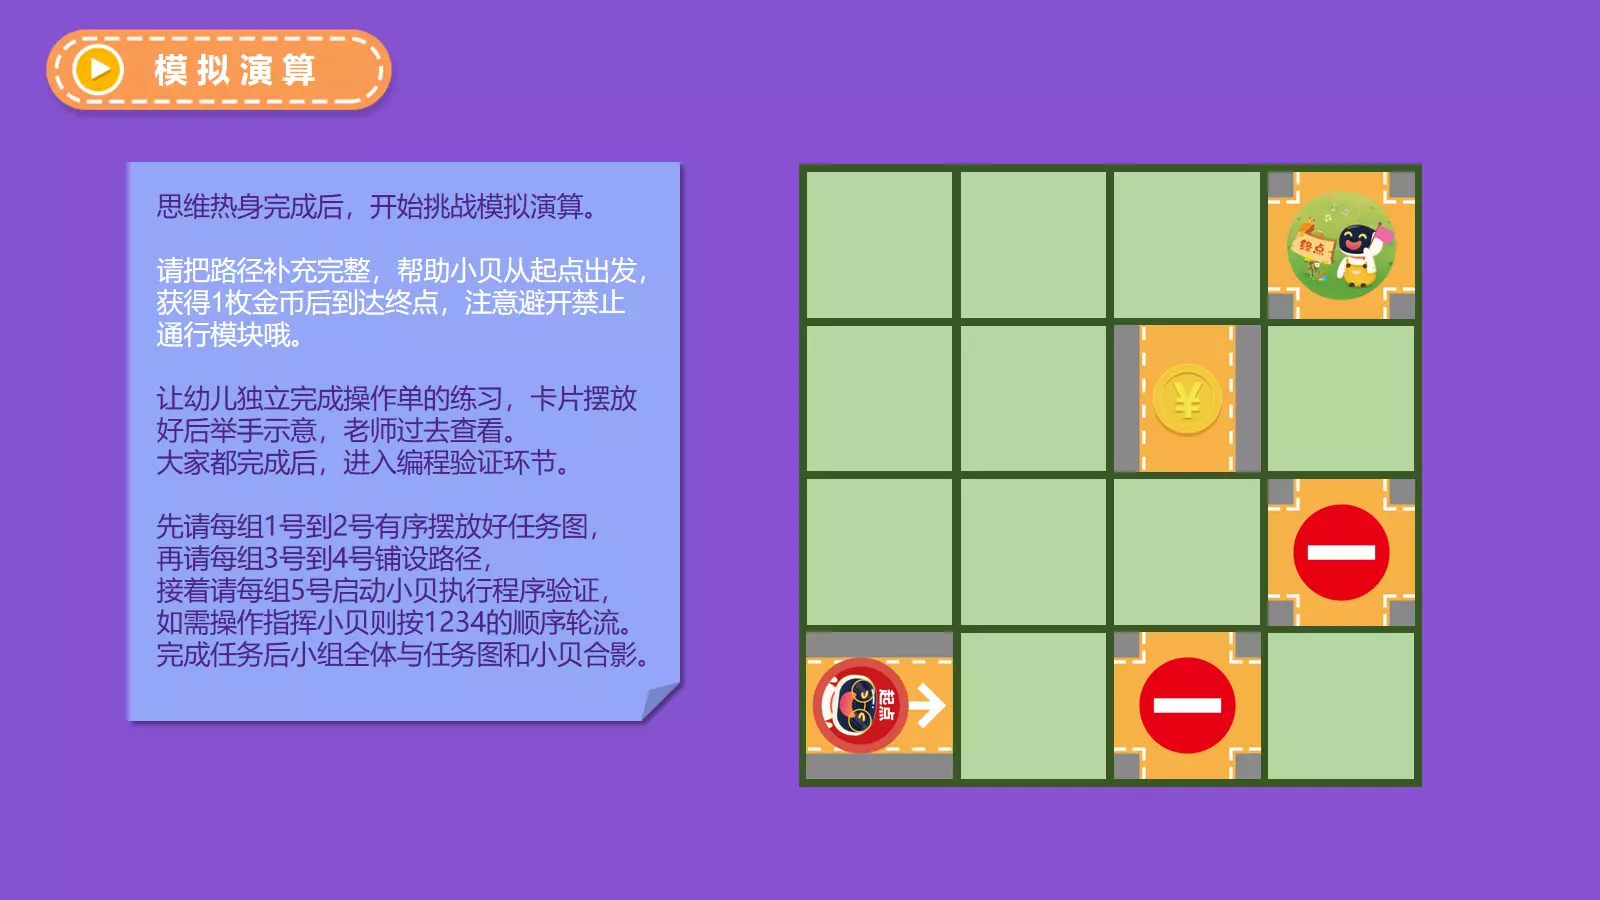 模拟演算
思维热身完成后，开始挑战模拟演算。
请把路径补充完整，帮助小贝从起点出发，
获得1枚金币后到达终点，注意避开禁止
通行模块哦。
让幼儿独立完成操作单的练习，卡片摆放
好后举手示意，老师过去查看。
大家都完成后，进入编程验证环节。
先请每组1号到2号有序摆放好任务图，
再请每组3号到4号铺设路径，
接着请每组5号启动小贝执行程序验证，
如需操作指挥小贝则按1234的顺序轮流。
完成任务后小组全体与任务图和小贝合影。
终点
¥
起点